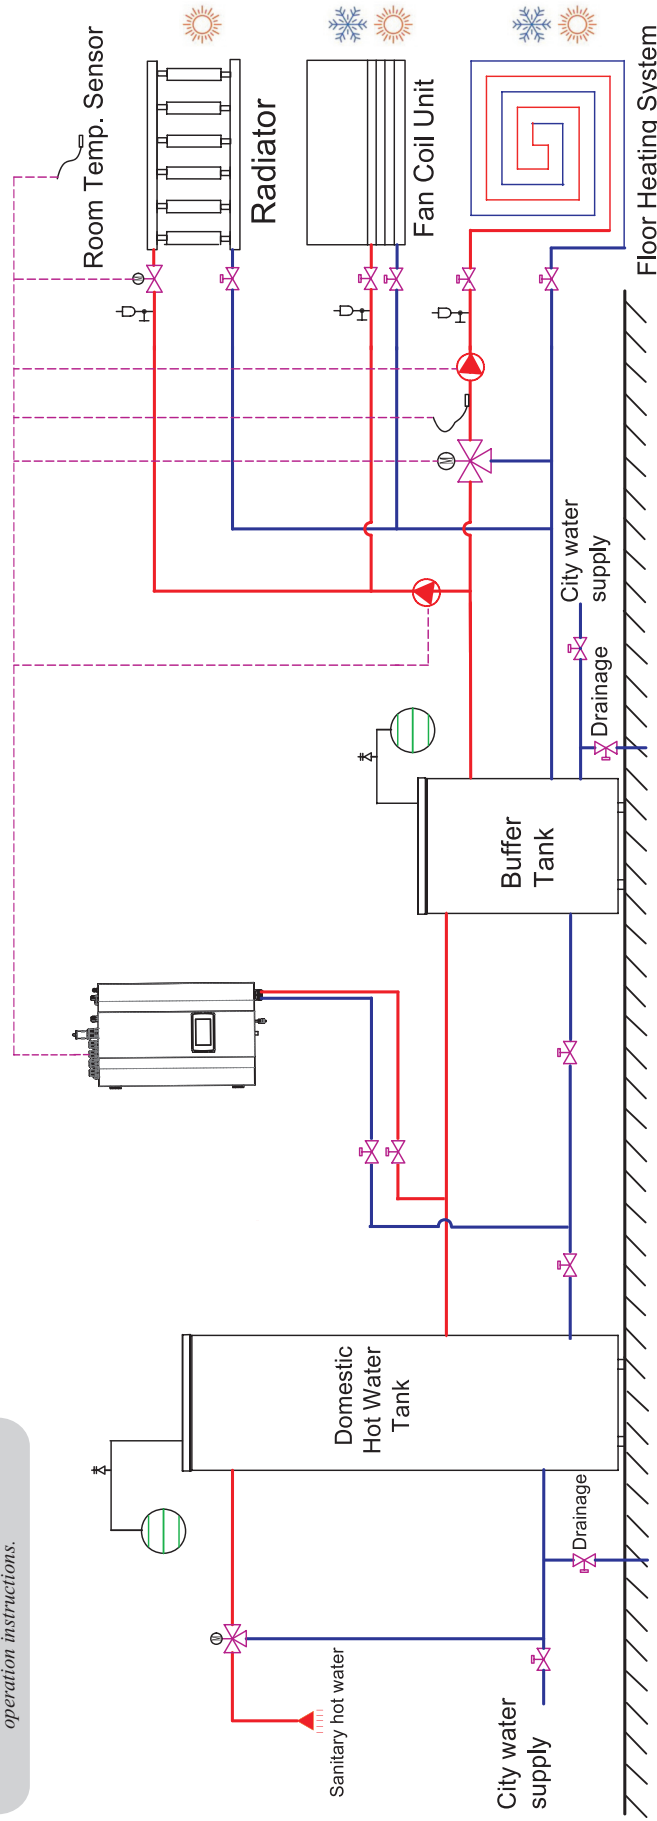 operation instructions.
Room Temp. Sensor
Radiator
Fan Coil Unit
Floor Heating System
City water
supply
Drainage
Buffer
Tank
Domestic
Hot Water
Tank
Drainage
Sanitary hot water
City water
supply